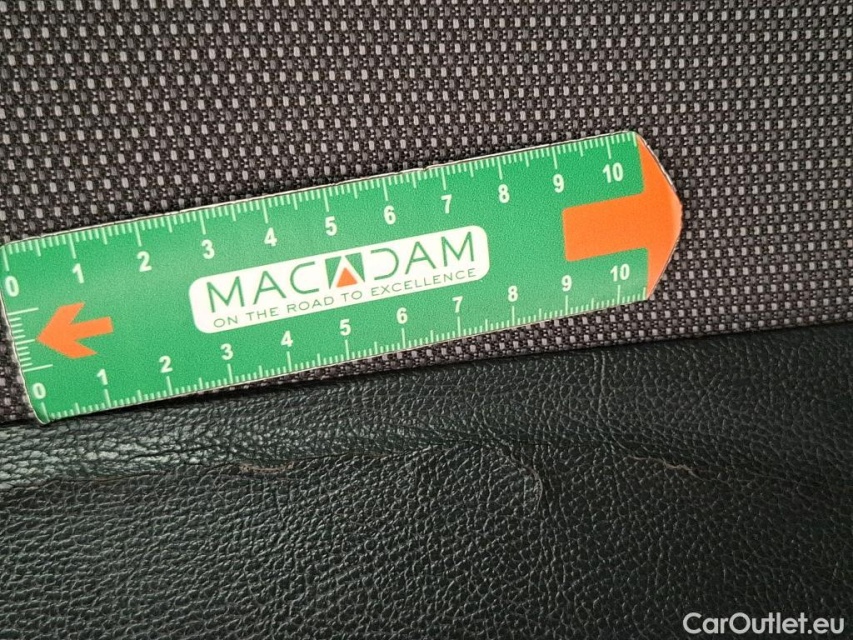 0 1 2 3 4 5 6 7 8 9 10
MACADAM
ON THE ROAD TO EXCELLENCE
0 1 2 3 4 5 6 7 8 9 10
CarOutlet.eu